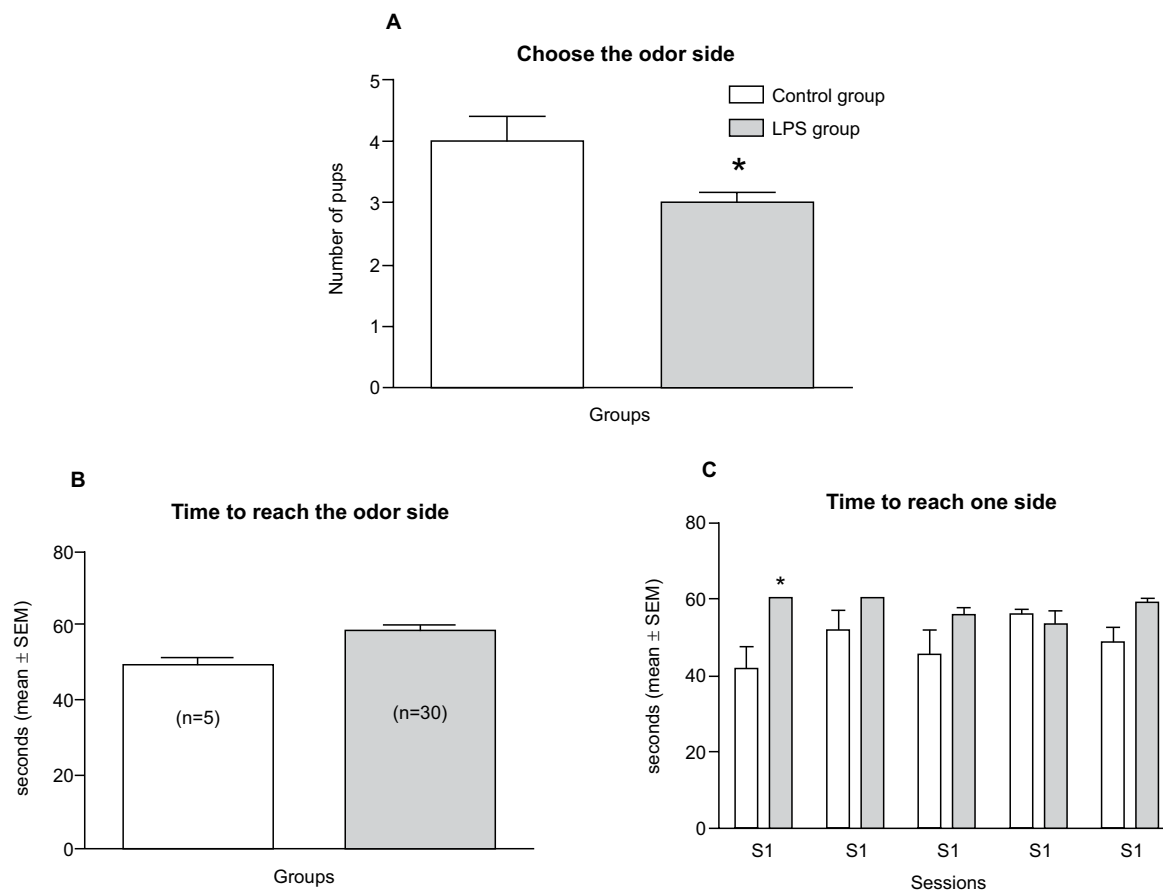 A
Choose the odor side
Control group
LPS group
Number of pups
5
4
3
2
1
0
*
Groups
B
Time to reach the odor side
seconds (mean ± SEM)
80
60
40
20
0
(n=5)
(n=30)
Groups
C
Time to reach one side
seconds (mean ± SEM)
80
60
40
20
0
*
S1 S1 S1 S1 S1
Sessions